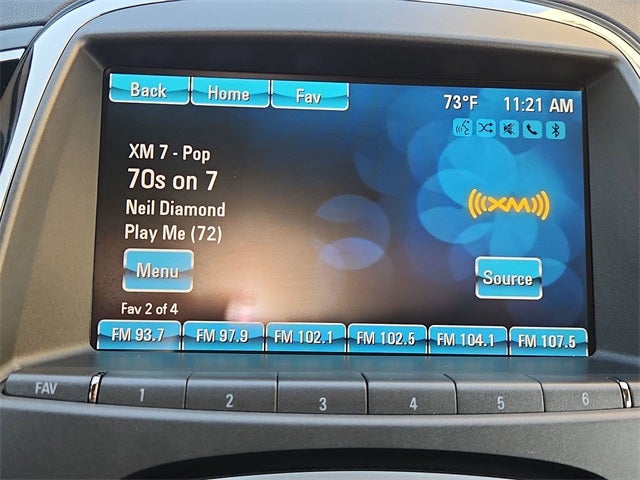 Back Home Fav 73°F 11:21 AM
XM 7 - Pop
70s on 7
XM
Neil Diamond
Play Me (72)
Menu Source
Fav 2 of 4
FM 93.7 FM 97.9 FM 102.1 FM 102.5 FM 104.1 FM 107.5
FAV 1 2 3 4 5 6